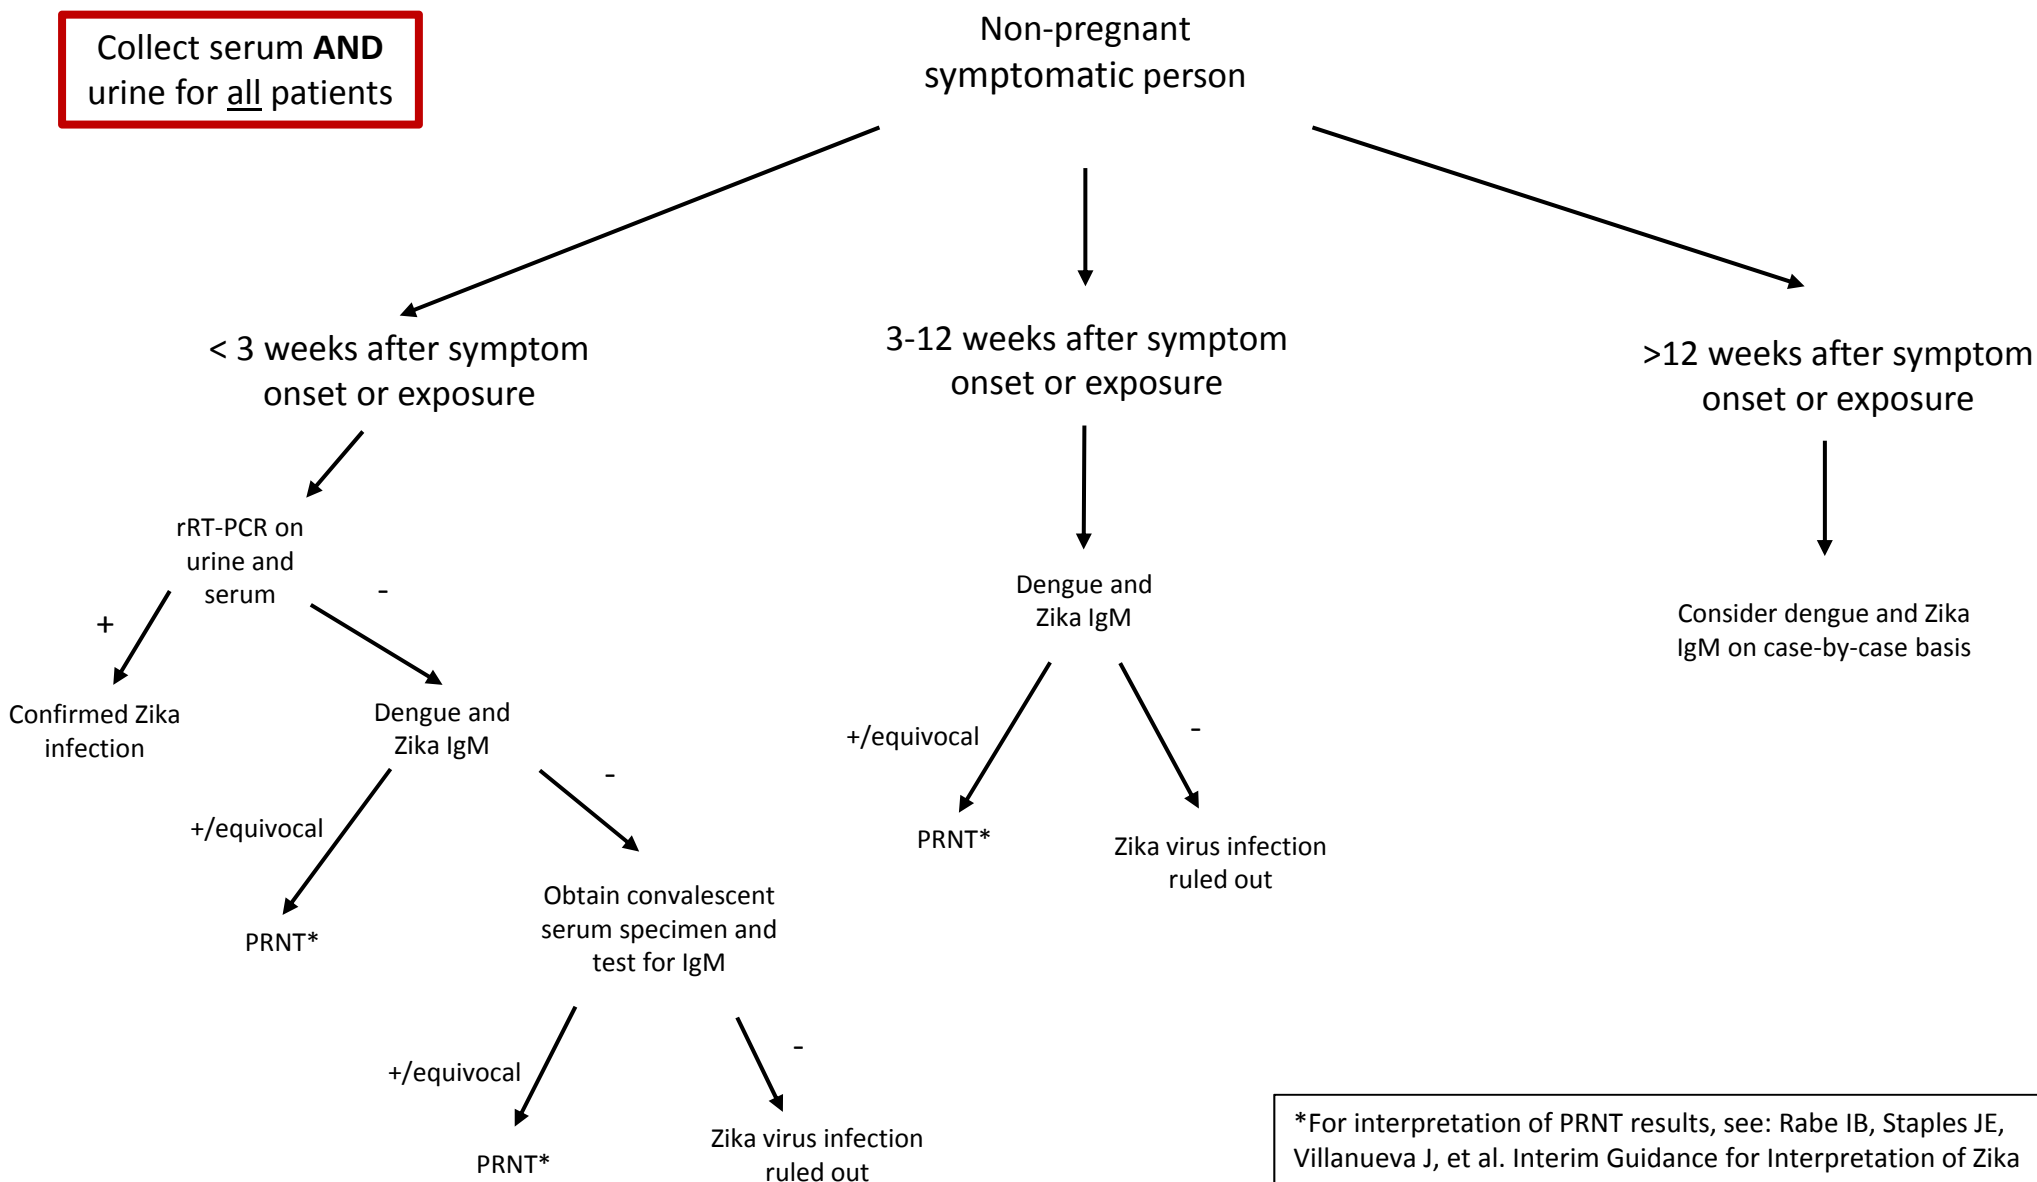 Collect serum AND
urine for all patients
Non-pregnant
symptomatic person
< 3 weeks after symptom
onset or exposure
3-12 weeks after symptom
onset or exposure
>12 weeks after symptom
onset or exposure
rRT-PCR on
urine and
serum
+
-
Confirmed Zika
infection
Dengue and
Zika IgM
+/equivocal
-
PRNT*
Obtain convalescent
serum specimen and
test for IgM
+/equivocal
-
PRNT*
Zika virus infection
ruled out
Dengue and
Zika IgM
+/equivocal
-
PRNT*
Zika virus infection
ruled out
Consider dengue and Zika
IgM on case-by-case basis
*For interpretation of PRNT results, see: Rabe IB, Staples JE,
Villanueva J, et al. Interim Guidance for Interpretation of Zika